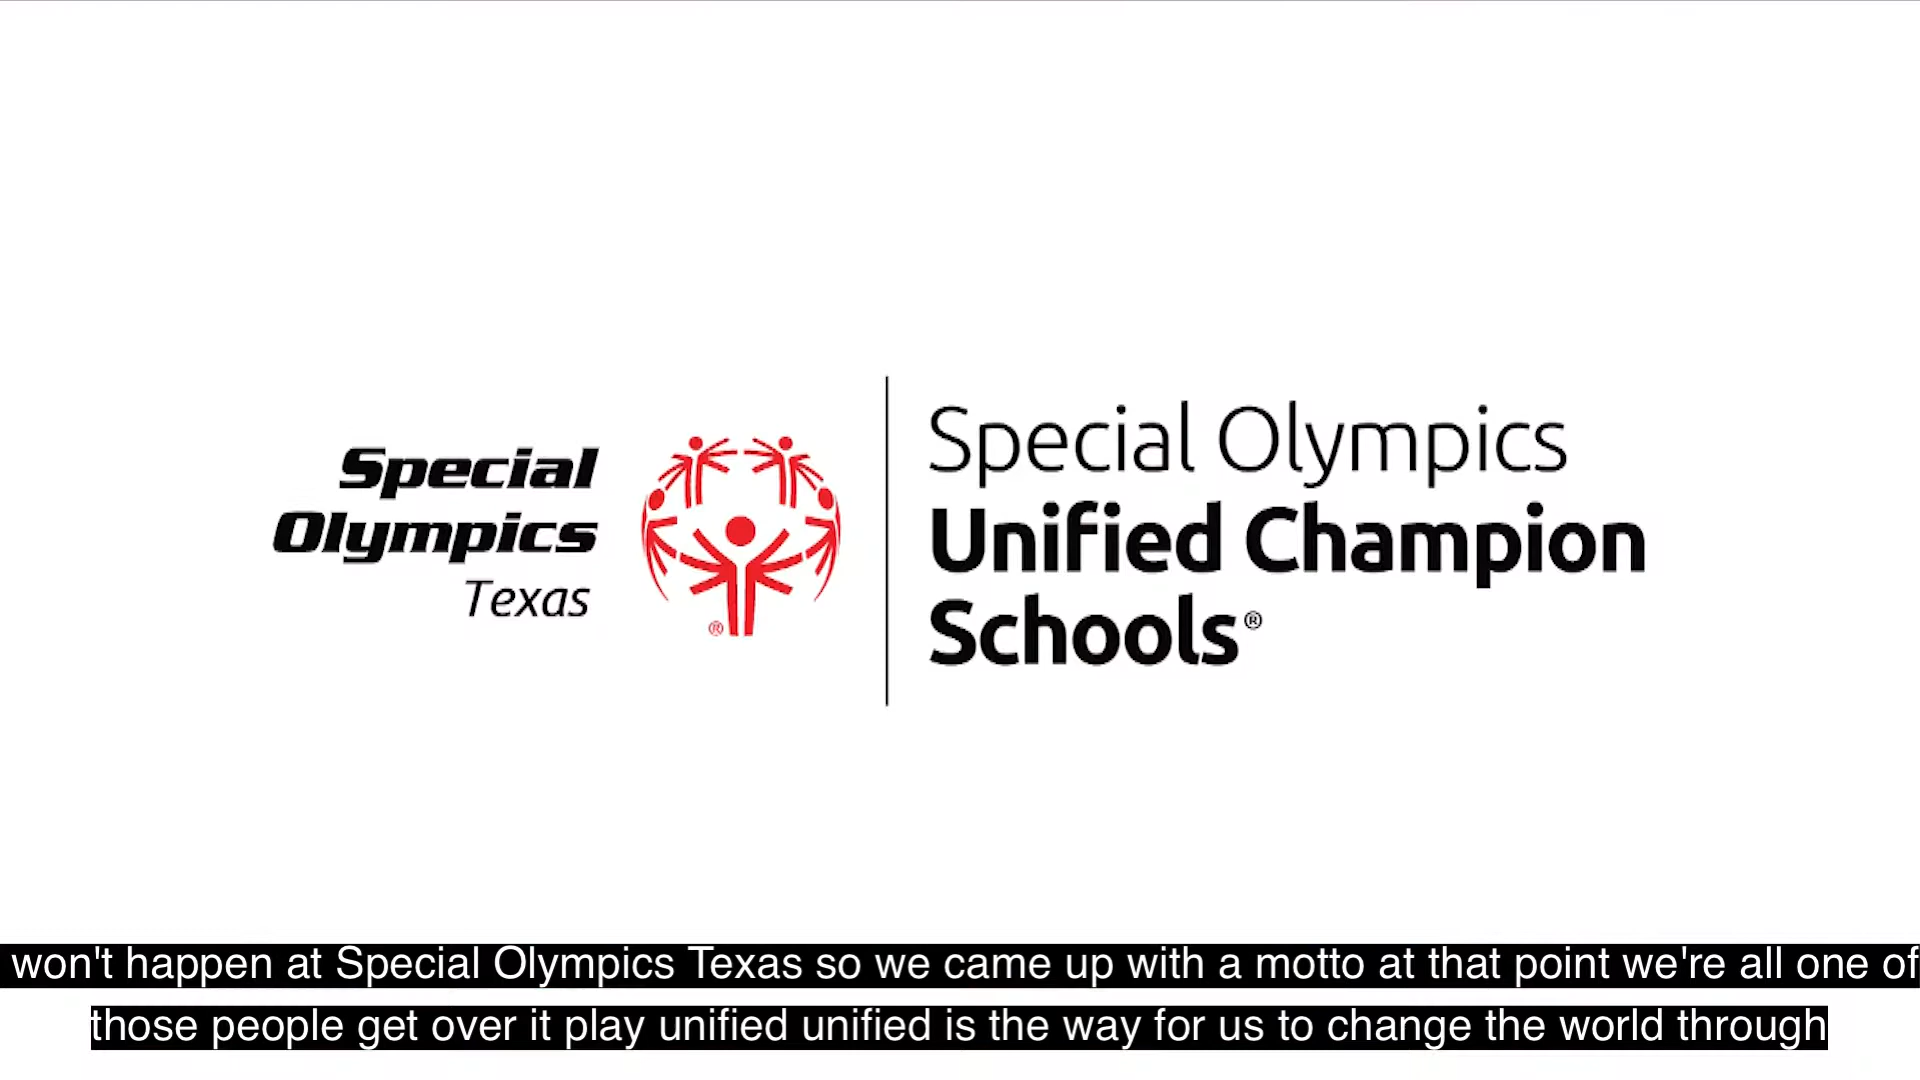 Special
Olympics
Texas
®
Special Olympics
Unified Champion
Schools®
won't happen at Special Olympics Texas so we came up with a motto at that point we're all one of
those people get over it play unified unified is the way for us to change the world through